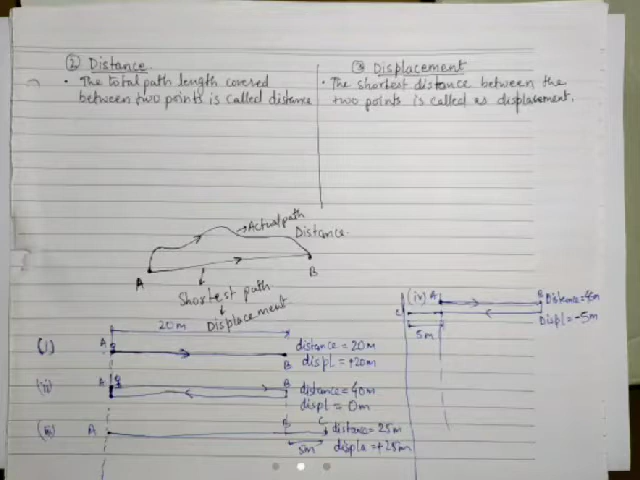 ② Distance.
• The total path length covered
between two points is called distance
③ Displacement
• The shortest distance between the
two points is called as displacement.
→Actual path
Distance.
A
B
Shortest path
Displacement
20m
(i) A B distance = 20m
displ = +20m
(ii) A B distance = 40m
displ = 0m
(iii) A B C distance = 25m
5m displa = +25m
(iv) A B Distance = 45m
C Displ = -5m
5m